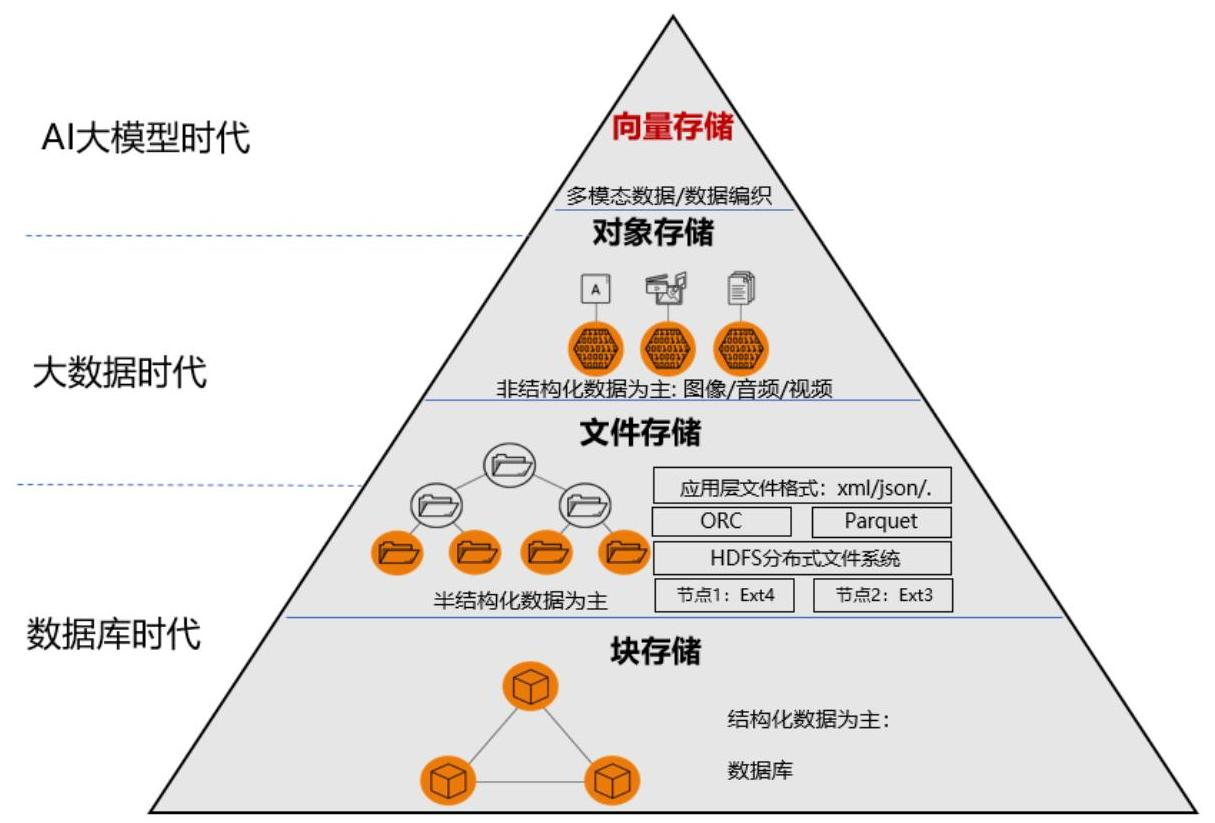 AI大模型时代
向量存储
多模态数据/数据编织
对象存储
A
大数据时代
非结构化数据为主: 图像/音频/视频
文件存储
应用层文件格式：xml/json/.
ORC
Parquet
HDFS分布式文件系统
节点1：Ext4
节点2：Ext3
半结构化数据为主
数据库时代
块存储
结构化数据为主：
数据库